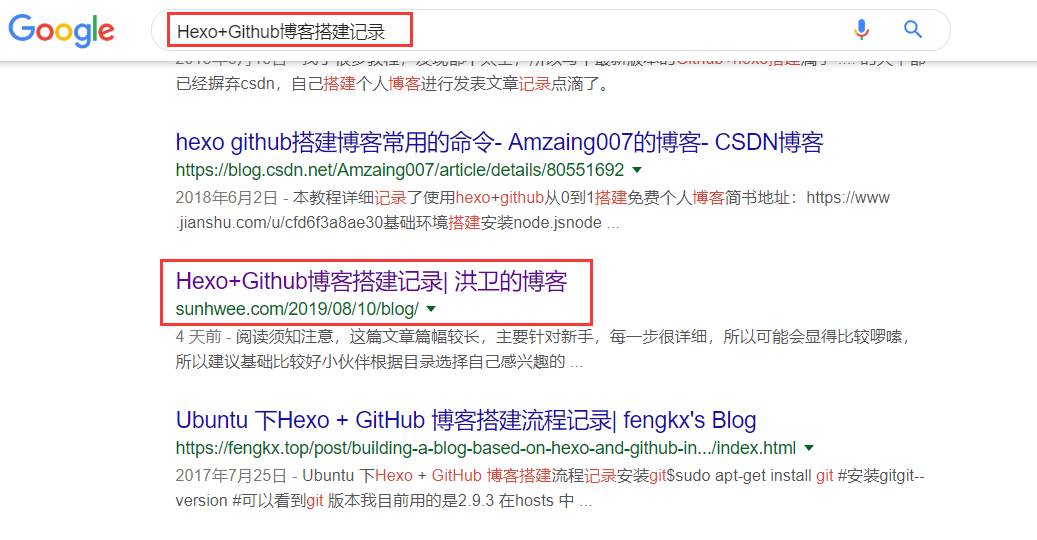 Google
Hexo+Github博客搭建记录
已经摒弃csdn，自己搭建个人博客进行发表文章记录点滴了。
hexo github搭建博客常用的命令- Amzaing007的博客- CSDN博客
https://blog.csdn.net/Amzaing007/article/details/80551692
2018年6月2日 - 本教程详细记录了使用hexo+github从0到1搭建免费个人博客简书地址：https://www
.jianshu.com/u/cfd6f3a8ae30基础环境搭建安装node.jsnode ...
Hexo+Github博客搭建记录| 洪卫的博客
sunhwee.com/2019/08/10/blog/
4 天前 - 阅读须知注意，这篇文章篇幅较长，主要针对新手，每一步很详细，所以可能会显得比较啰嗦，
所以建议基础比较好小伙伴根据目录选择自己感兴趣的 ...
Ubuntu 下Hexo + GitHub 博客搭建流程记录| fengkx's Blog
https://fengkx.top/post/building-a-blog-based-on-hexo-and-github-in.../index.html
2017年7月25日 - Ubuntu 下Hexo + GitHub 博客搭建流程记录安装git$sudo apt-get install git #安装gitgit--
version #可以看到git 版本我目前用的是2.9.3 在hosts 中 ...